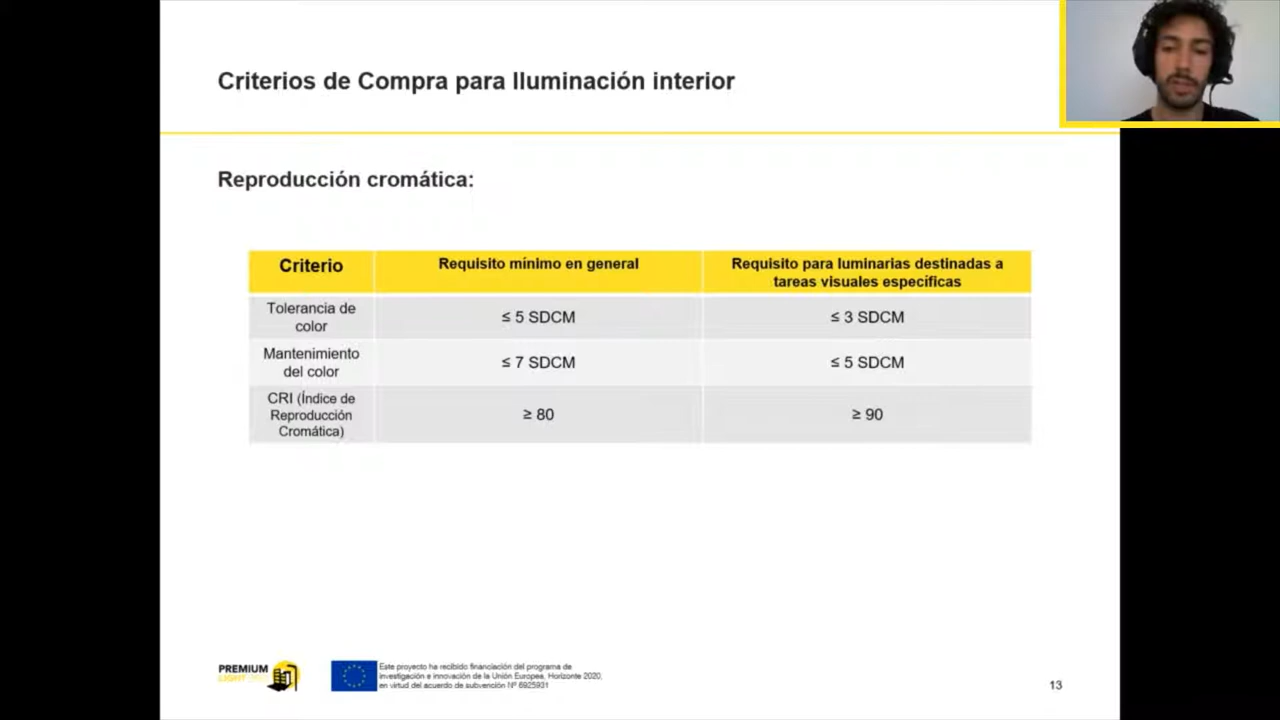 Criterios de Compra para Iluminación interior
Reproducción cromática:
Criterio
Requisito mínimo en general
Requisito para luminarias destinadas a
tareas visuales específicas
Tolerancia de
color
≤ 5 SDCM
≤ 3 SDCM
Mantenimiento
del color
≤ 7 SDCM
≤ 5 SDCM
CRI (Índice de
Reproducción
Cromática)
≥ 80
≥ 90
PREMIUM
LIGHT
Este proyecto ha recibido financiación del programa de
investigación e innovación de la Unión Europea, Horizonte 2020,
en virtud del acuerdo de subvención Nº 6925931
13